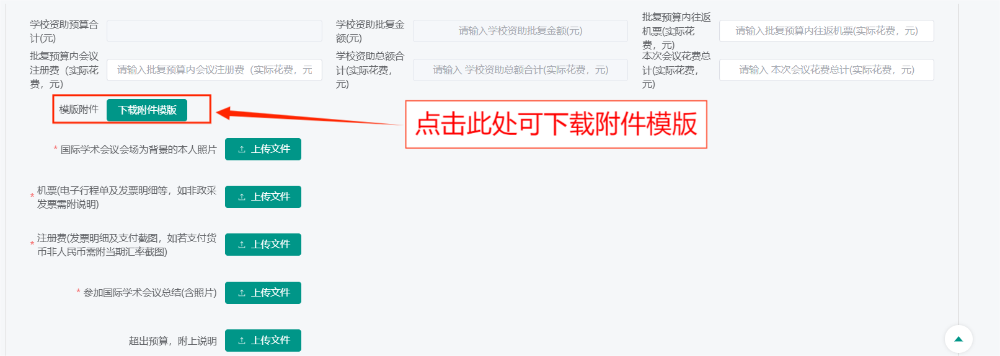 学校资助预算合
计(元)
学校资助批复金
额(元)
请输入学校资助批复金额(元)
批复预算内往返
机票(实际花
费，元)
请输入批复预算内往返机票(实际花费，元)
批复预算内会议
注册费（实际花
费，元）
请输入批复预算内会议注册费（实际花费，元
学校资助总额合
计(实际花费，
元)
请输入 学校资助总额合计(实际花费，元)
本次会议花费总
计(实际花费，
元)
请输入 本次会议花费总计(实际花费，元)
模版附件
下载附件模版
点击此处可下载附件模版
* 国际学术会议会场为背景的本人照片
上传文件
* 机票(电子行程单及发票明细等，如非政采
发票需附说明)
上传文件
* 注册费(发票明细及支付截图，如若支付货
币非人民币需附当期汇率截图)
上传文件
* 参加国际学术会议总结(含照片)
上传文件
超出预算，附上说明
上传文件